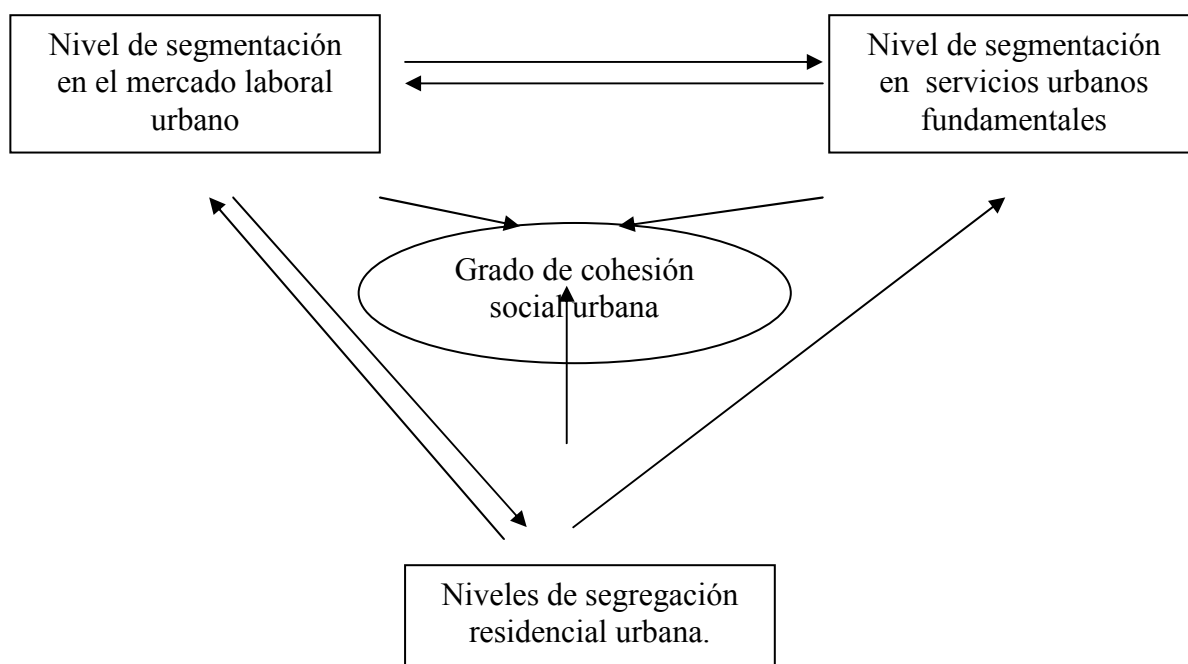 Nivel de segmentación
en el mercado laboral
urbano
Nivel de segmentación
en servicios urbanos
fundamentales
Grado de cohesión
social urbana
Niveles de segregación
residencial urbana.